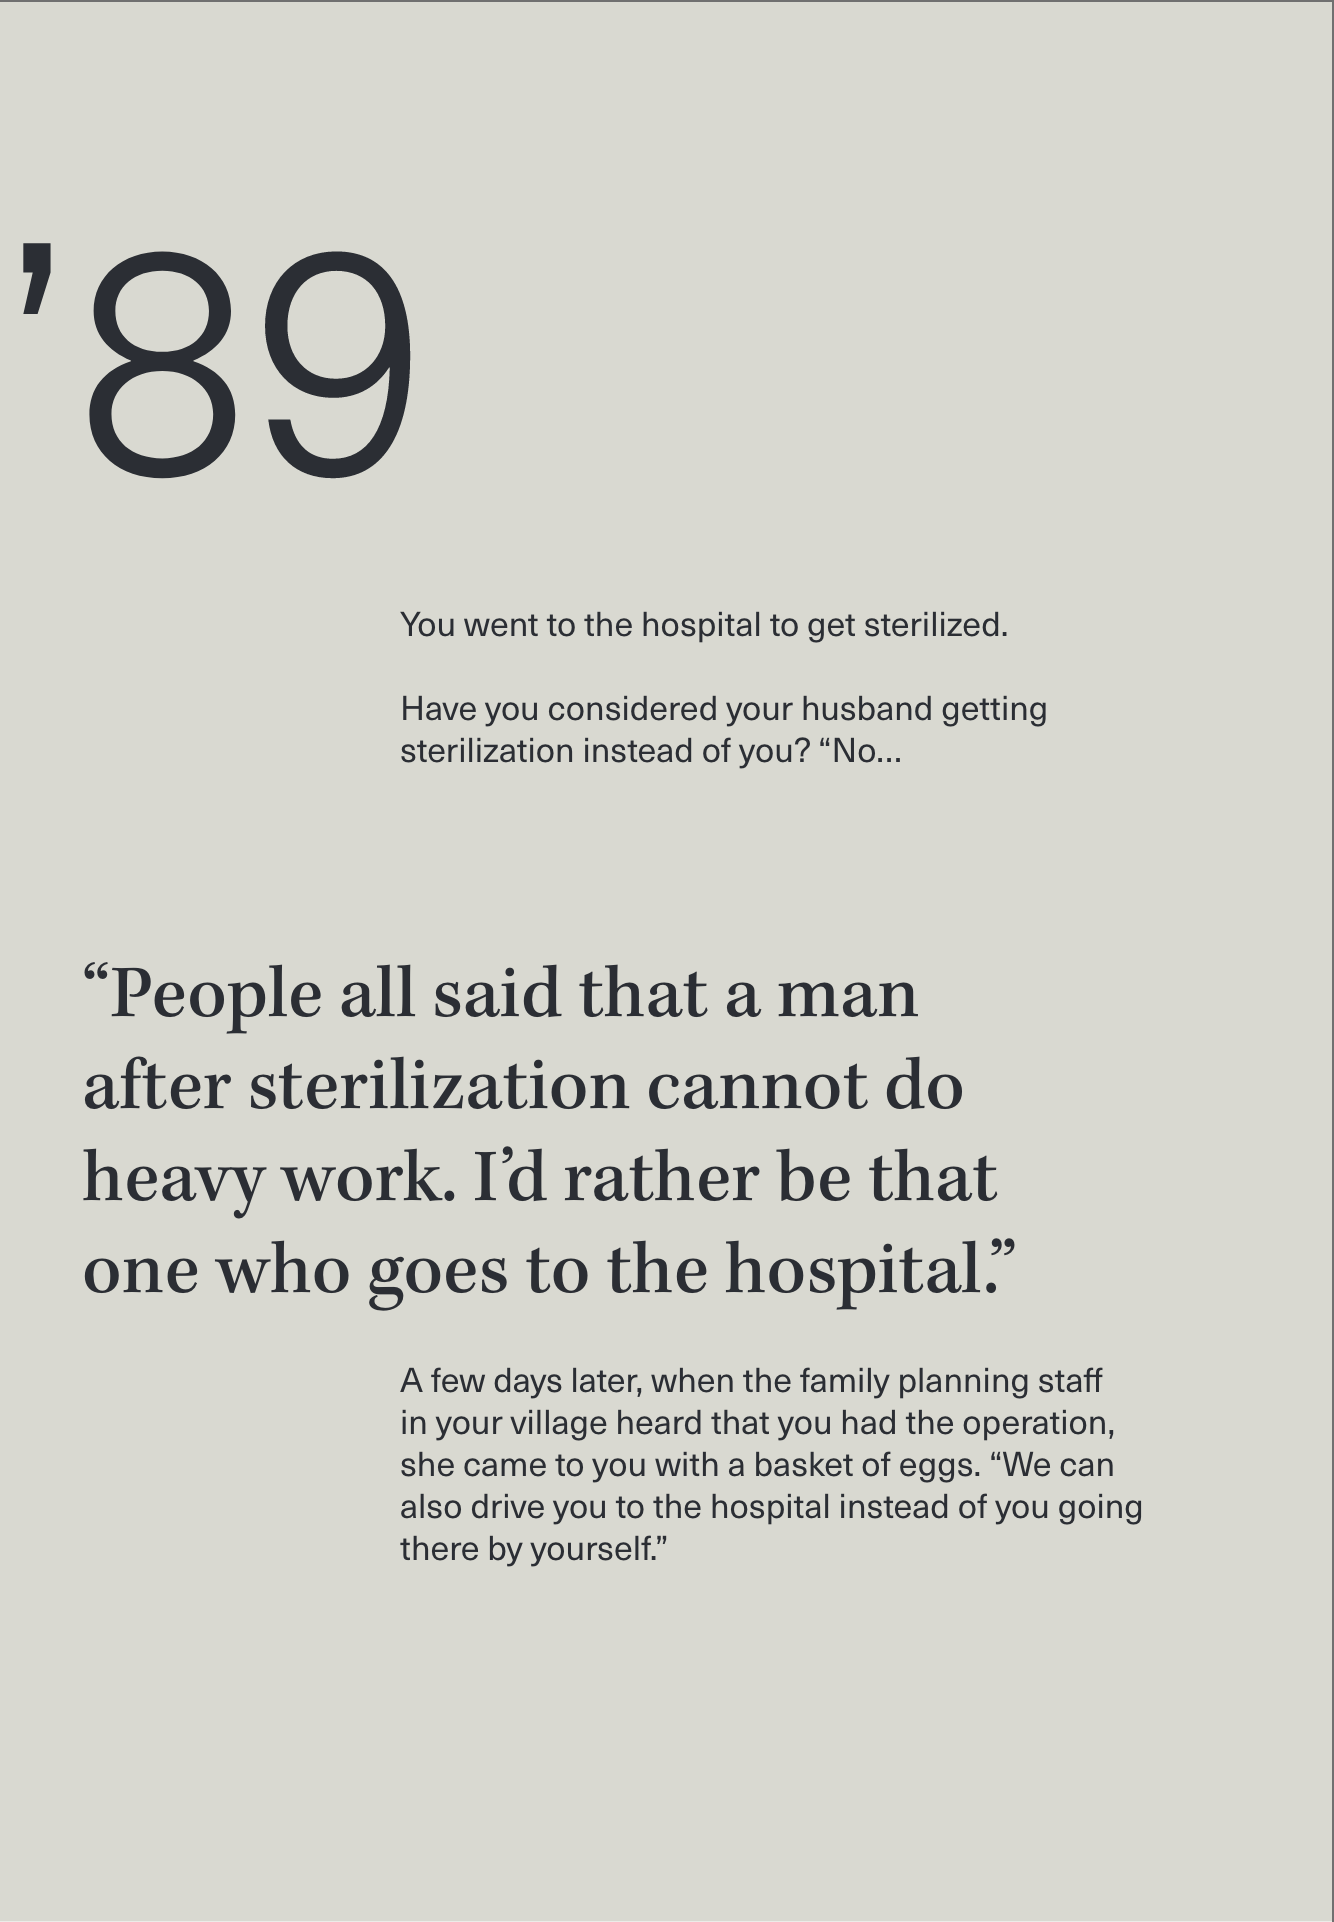 ’89
You went to the hospital to get sterilized.
Have you considered your husband getting
sterilization instead of you? “No...
“People all said that a man
after sterilization cannot do
heavy work. I’d rather be that
one who goes to the hospital.”
A few days later, when the family planning staff
in your village heard that you had the operation,
she came to you with a basket of eggs. “We can
also drive you to the hospital instead of you going
there by yourself.”